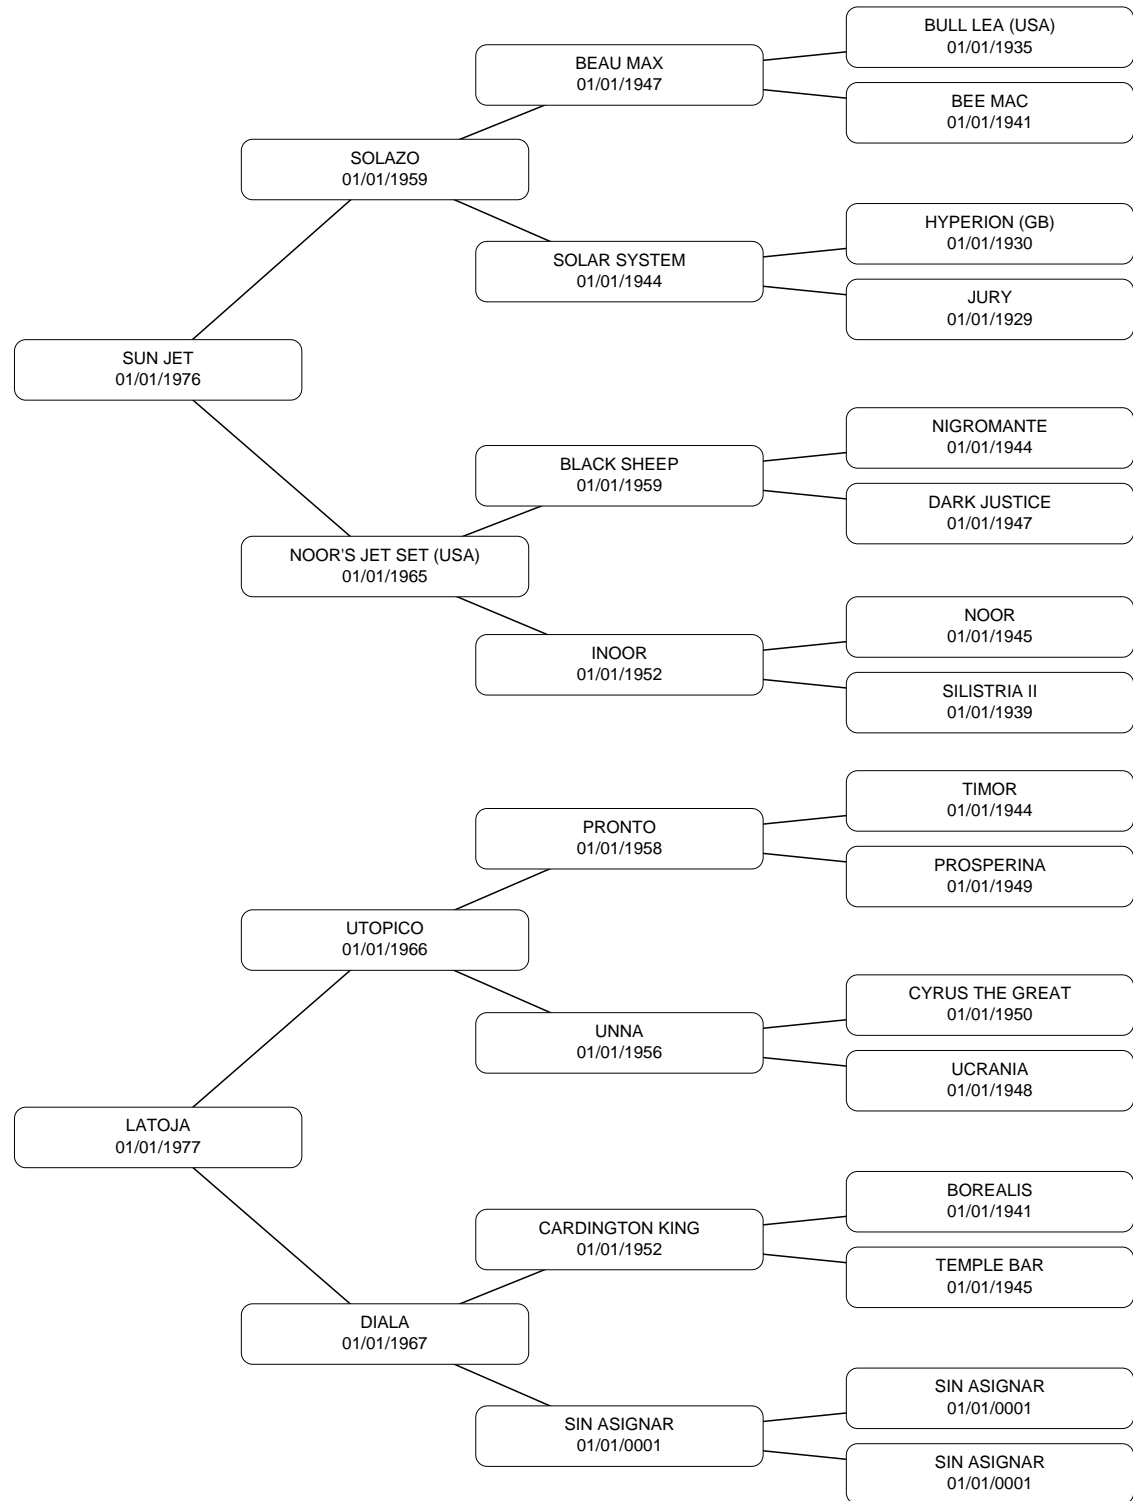 BULL LEA (USA)
01/01/1935
BEAU MAX
01/01/1947
BEE MAC
01/01/1941
SOLAZO
01/01/1959
HYPERION (GB)
01/01/1930
SOLAR SYSTEM
01/01/1944
JURY
01/01/1929
SUN JET
01/01/1976
NIGROMANTE
01/01/1944
BLACK SHEEP
01/01/1959
DARK JUSTICE
01/01/1947
NOOR'S JET SET (USA)
01/01/1965
NOOR
01/01/1945
INOOR
01/01/1952
SILISTRIA II
01/01/1939
TIMOR
01/01/1944
PRONTO
01/01/1958
PROSPERINA
01/01/1949
UTOPICO
01/01/1966
CYRUS THE GREAT
01/01/1950
UNNA
01/01/1956
UCRANIA
01/01/1948
LATOJA
01/01/1977
BOREALIS
01/01/1941
CARDINGTON KING
01/01/1952
TEMPLE BAR
01/01/1945
DIALA
01/01/1967
SIN ASIGNAR
01/01/0001
SIN ASIGNAR
01/01/0001
SIN ASIGNAR
01/01/0001